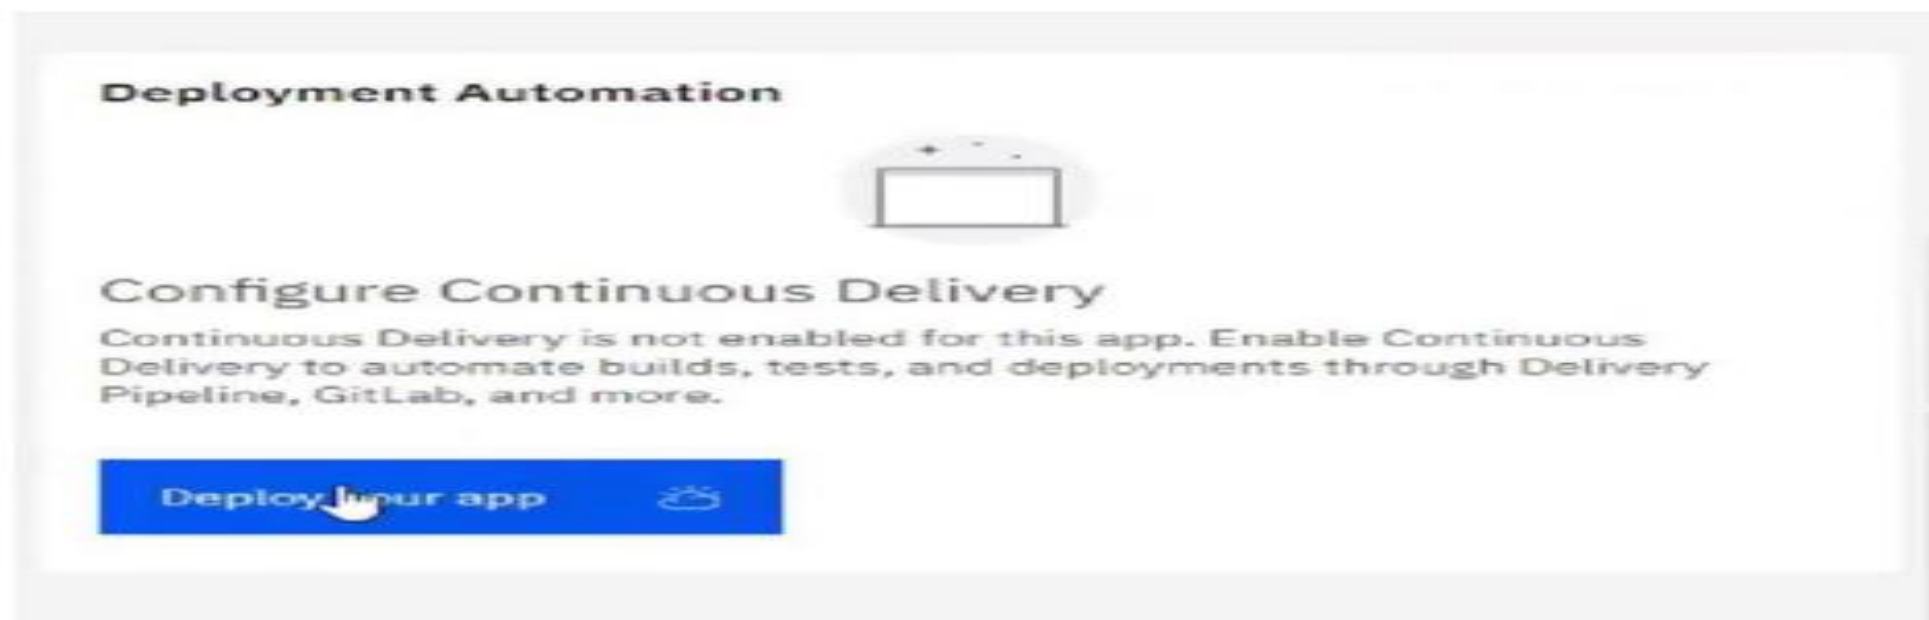 Deployment Automation
Configure Continuous Delivery
Continuous Delivery is not enabled for this app. Enable Continuous
Delivery to automate builds, tests, and deployments through Delivery
Pipeline, GitLab, and more.
Deploy your app